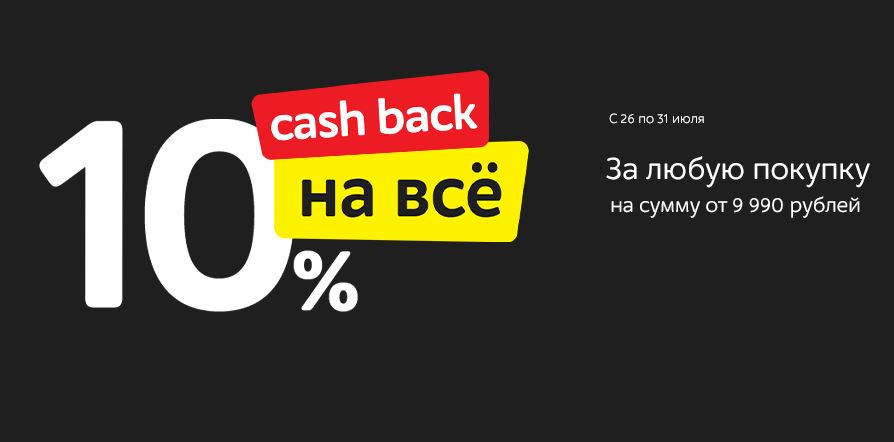 10%
cash back
на всё
С 26 по 31 июля
За любую покупку
на сумму от 9 990 рублей